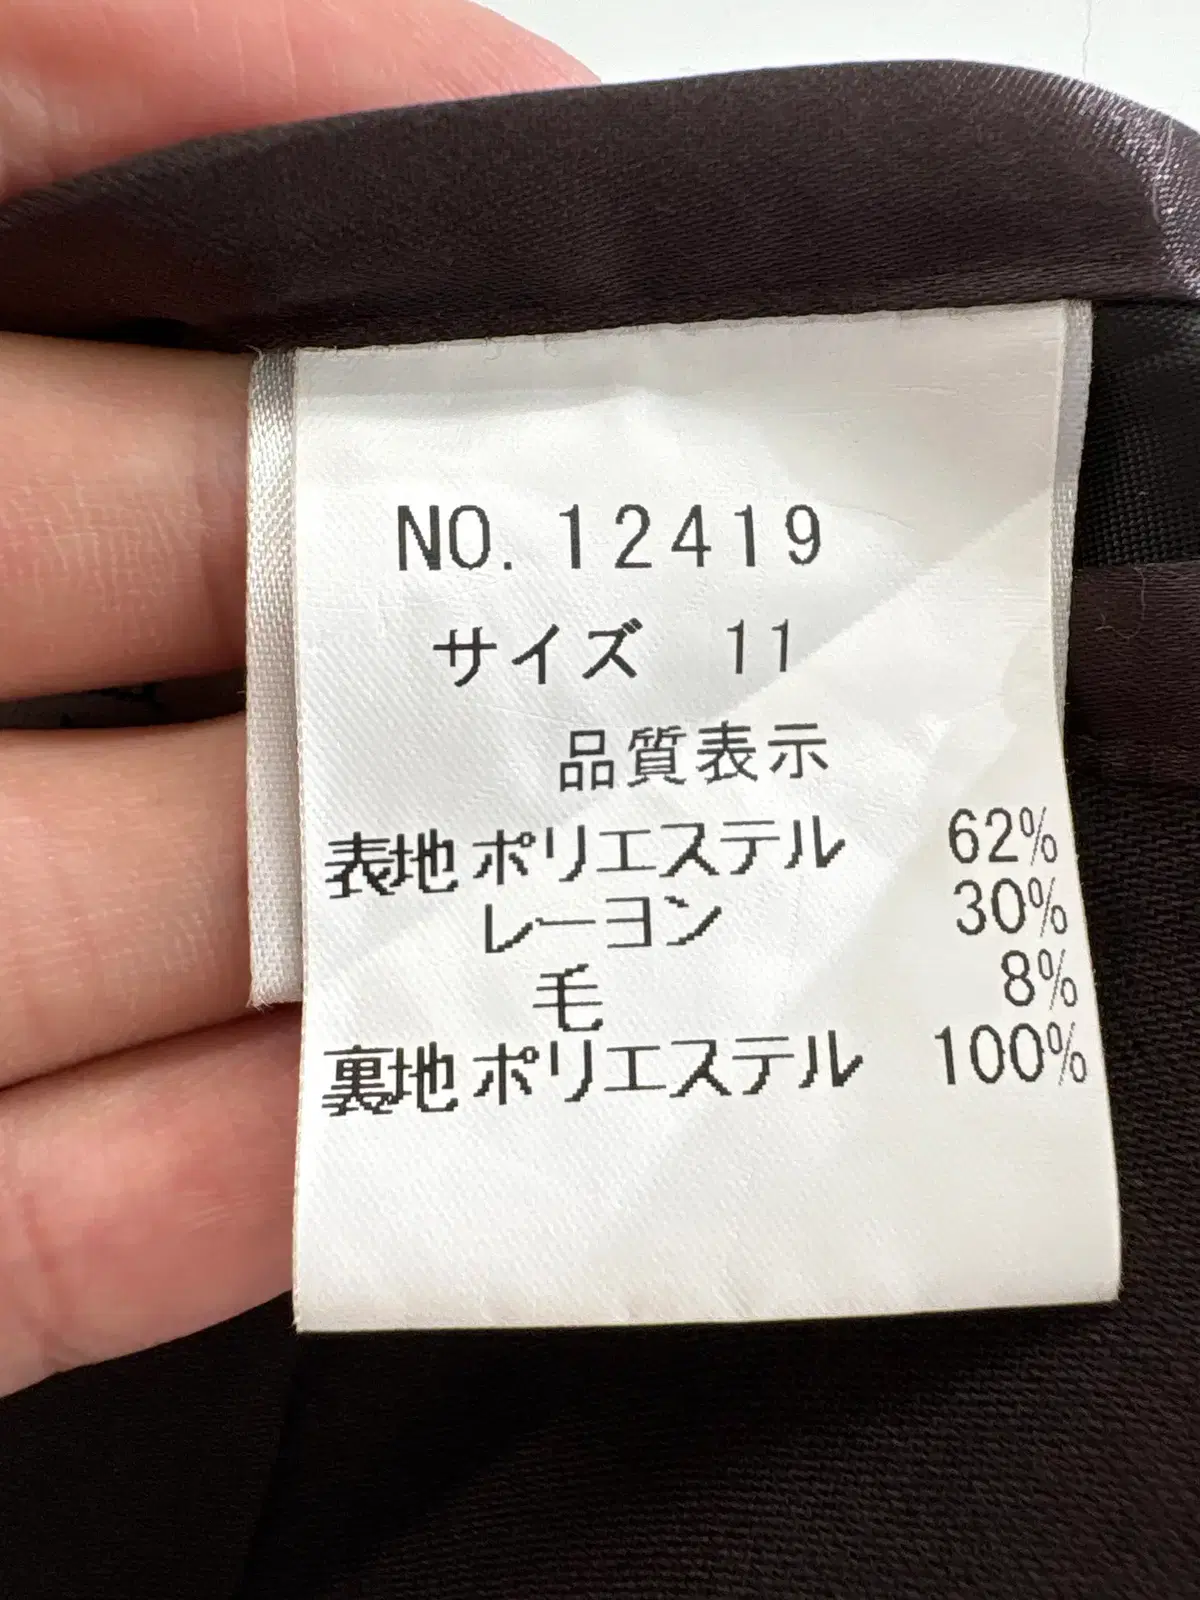 NO. 12419
サイズ 11
品質表示
表地 ポリエステル 62%
レーヨン 30%
毛 8%
裏地 ポリエステル 100%